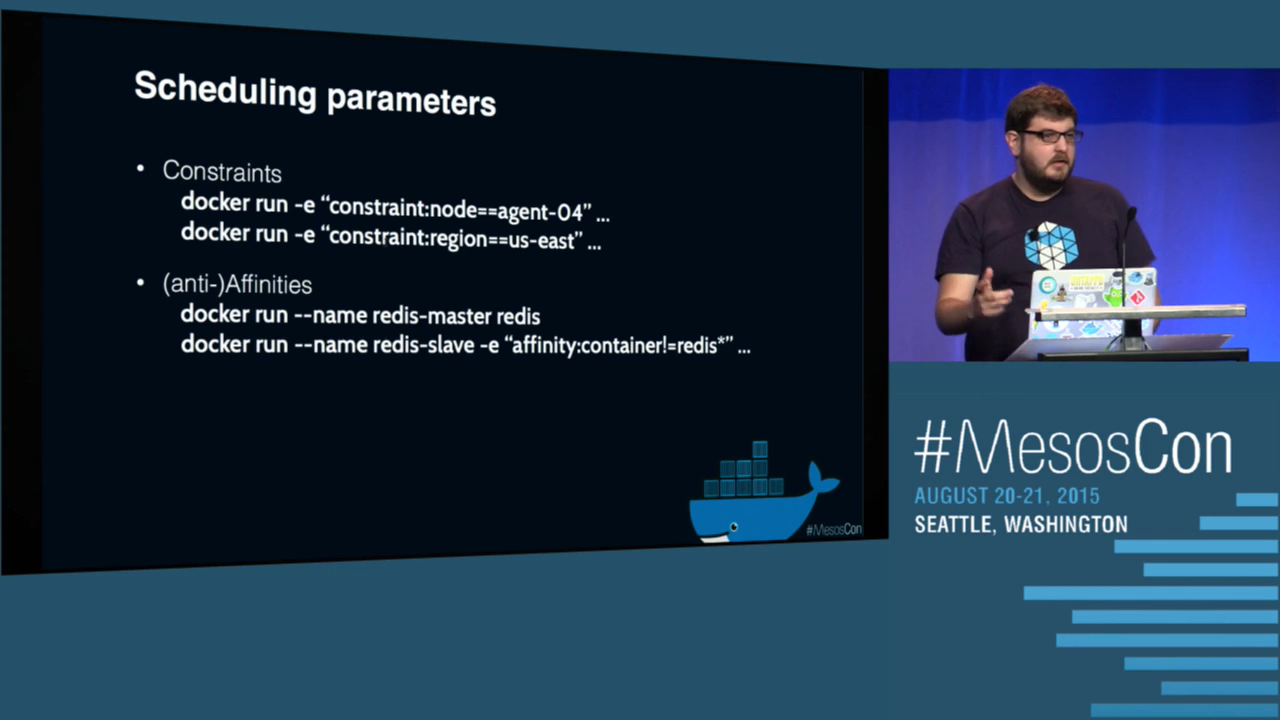 Scheduling parameters
• Constraints
docker run -e “constraint:node==agent-04” ...
docker run -e “constraint:region==us-east” ...
• (anti-)Affinities
docker run --name redis-master redis
docker run --name redis-slave -e “affinity:container!=redis*” ...
#MesosCon
#MesosCon
AUGUST 20-21, 2015
SEATTLE, WASHINGTON